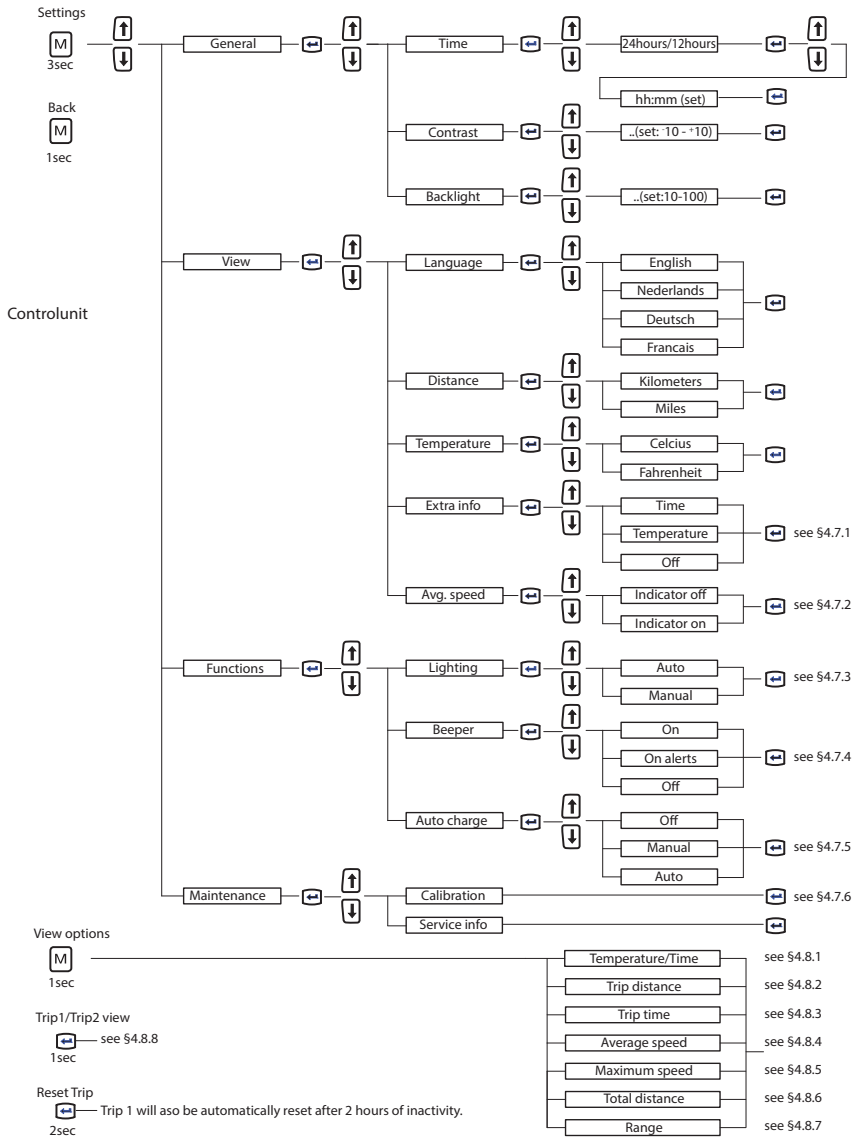 Settings
M
3sec
General
Time
24hours/12hours
hh:mm (set)
Back
M
1sec
Contrast
..(set: -10 - +10)
Backlight
..(set:10-100)
View
Language
English
Nederlands
Deutsch
Francais
Controlunit
Distance
Kilometers
Miles
Temperature
Celcius
Fahrenheit
Extra info
Time
Temperature
Off
see §4.7.1
Avg. speed
Indicator off
Indicator on
see §4.7.2
Functions
Lighting
Auto
Manual
see §4.7.3
Beeper
On
On alerts
Off
see §4.7.4
Auto charge
Off
Manual
Auto
see §4.7.5
Maintenance
Calibration
see §4.7.6
Service info
View options
M
1sec
Temperature/Time
see §4.8.1
Trip distance
see §4.8.2
Trip time
see §4.8.3
Average speed
see §4.8.4
Maximum speed
see §4.8.5
Total distance
see §4.8.6
Range
see §4.8.7
Trip1/Trip2 view
see §4.8.8
1sec
Reset Trip
Trip 1 will aso be automatically reset after 2 hours of inactivity.
2sec